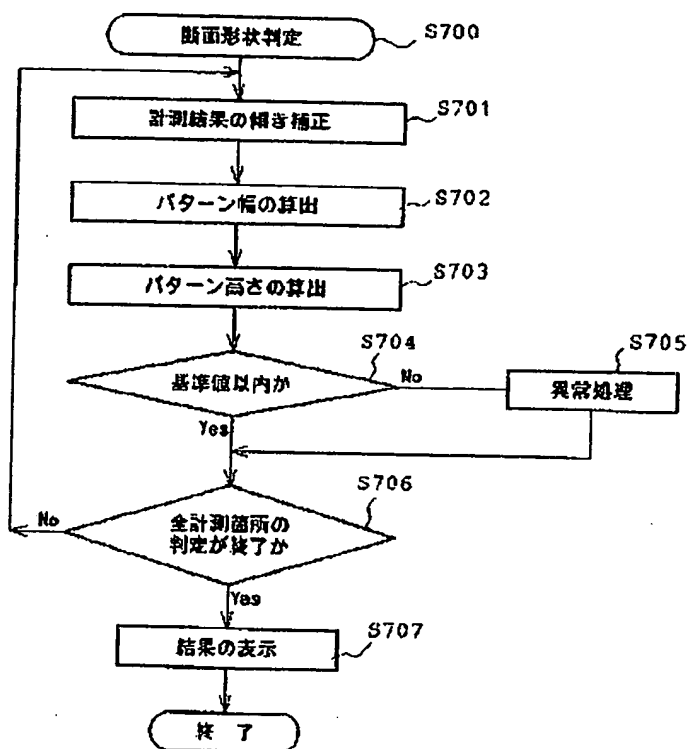 断面形状判定
S700
計測結果の傾き補正
S701
パターン幅の算出
S702
パターン高さの算出
S703
基準値以内か
S704
No
異常処理
S705
Yes
全計測箇所の
判定が終了か
S706
No
Yes
結果の表示
S707
終了